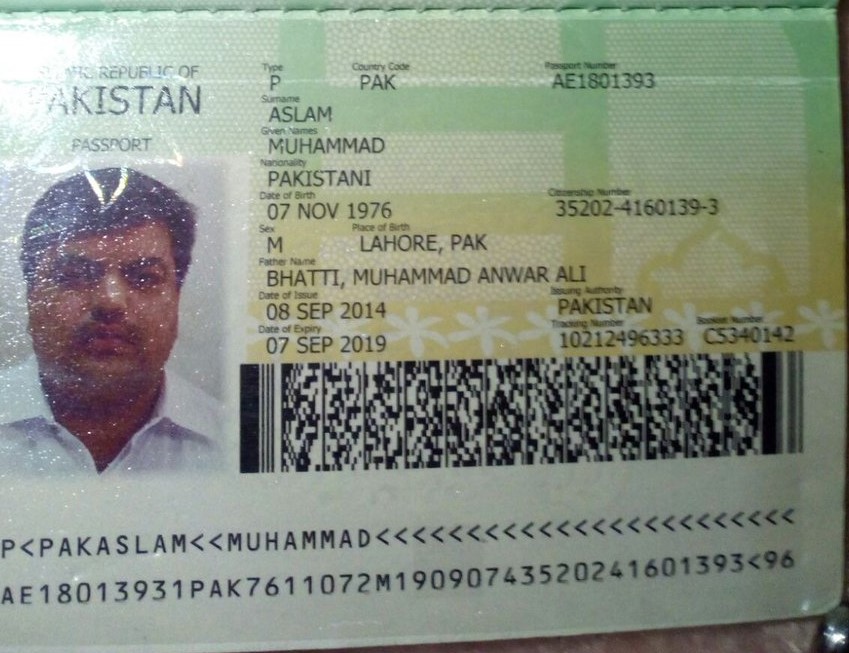 REPUBLIC OF
PAKISTAN
PASSPORT
Type Country Code Passport Number
P PAK AE1801393
Surname
ASLAM
Given Names
MUHAMMAD
Nationality
PAKISTANI
Date of Birth Citizenship Number
07 NOV 1976 35202-4160139-3
Sex Place of Birth
M LAHORE, PAK
Father Name
BHATTI, MUHAMMAD ANWAR ALI
Date of Issue Issuing Authority
08 SEP 2014 PAKISTAN
Date of Expiry Tracking Number Booklet Number
07 SEP 2019 10212496333 C5340142
P<PAKASLAM<<MUHAMMAD<<<<<<<<<<<<<<<<<<<<<<<<
AE18013931PAK7611072M1909074352024160139​3<96